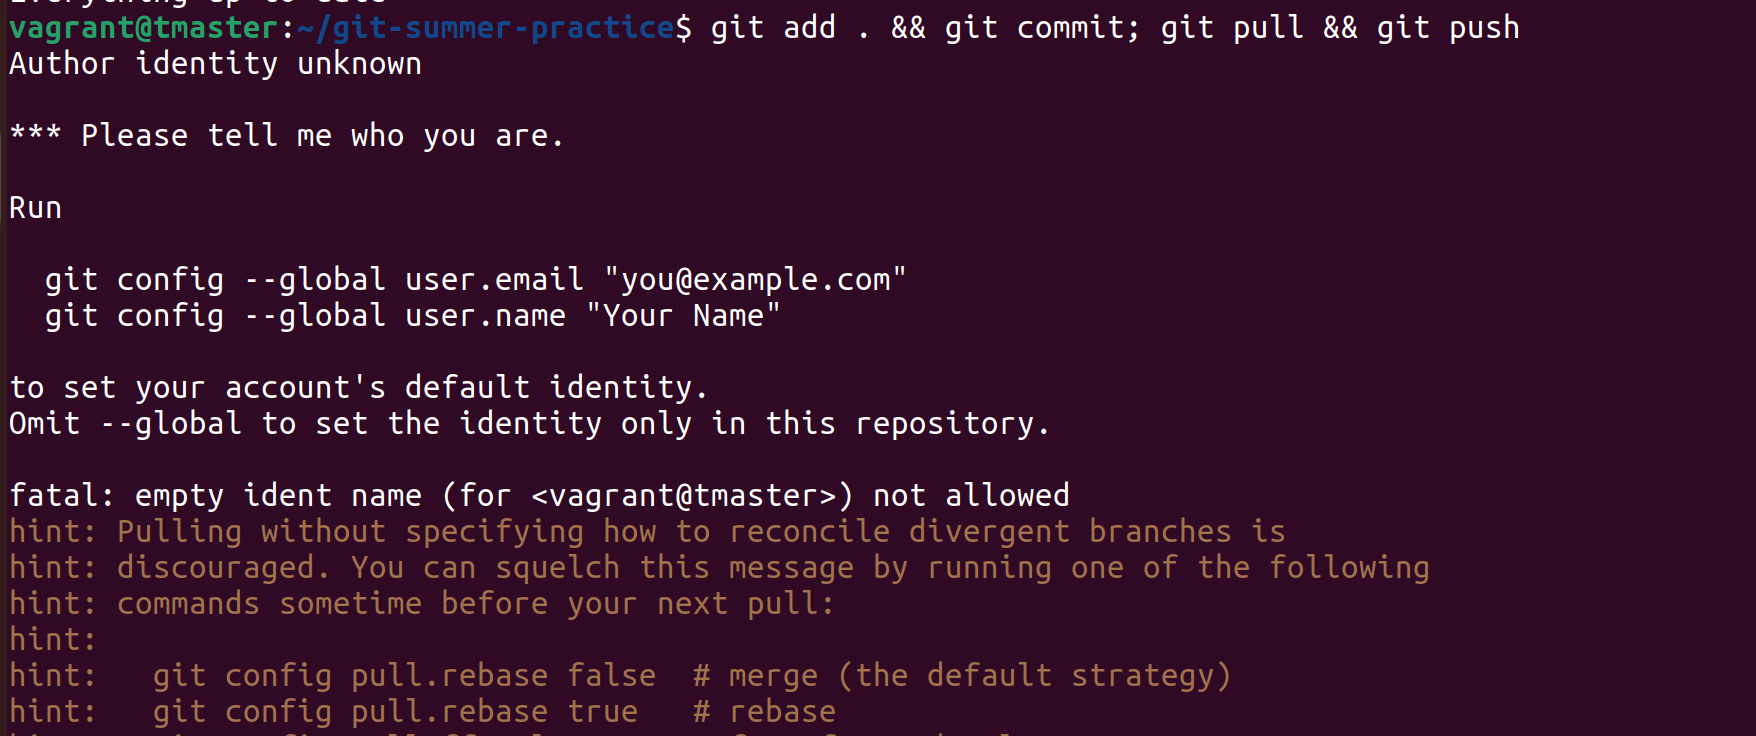 vagrant@tmaster:~/git-summer-practice$ git add . && git commit; git pull && git push
Author identity unknown

*** Please tell me who you are.

Run

  git config --global user.email "you@example.com"
  git config --global user.name "Your Name"

to set your account's default identity.
Omit --global to set the identity only in this repository.

fatal: empty ident name (for <vagrant@tmaster>) not allowed
hint: Pulling without specifying how to reconcile divergent branches is
hint: discouraged. You can squelch this message by running one of the following
hint: commands sometime before your next pull:
hint:
hint:   git config pull.rebase false  # merge (the default strategy)
hint:   git config pull.rebase true   # rebase